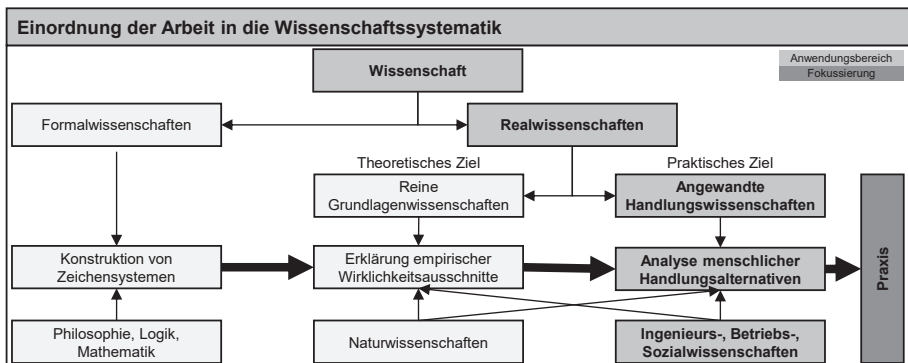 Einordnung der Arbeit in die Wissenschaftssystematik
Anwendungsbereich
Fokussierung
Wissenschaft
Formalwissenschaften
Realwissenschaften
Theoretisches Ziel
Praktisches Ziel
Reine
Grundlagenwissenschaften
Angewandte
Handlungswissenschaften
Konstruktion von
Zeichensystemen
Erklärung empirischer
Wirklichkeitsausschnitte
Analyse menschlicher
Handlungsalternativen
Praxis
Philosophie, Logik,
Mathematik
Naturwissenschaften
Ingenieurs-, Betriebs-,
Sozialwissenschaften